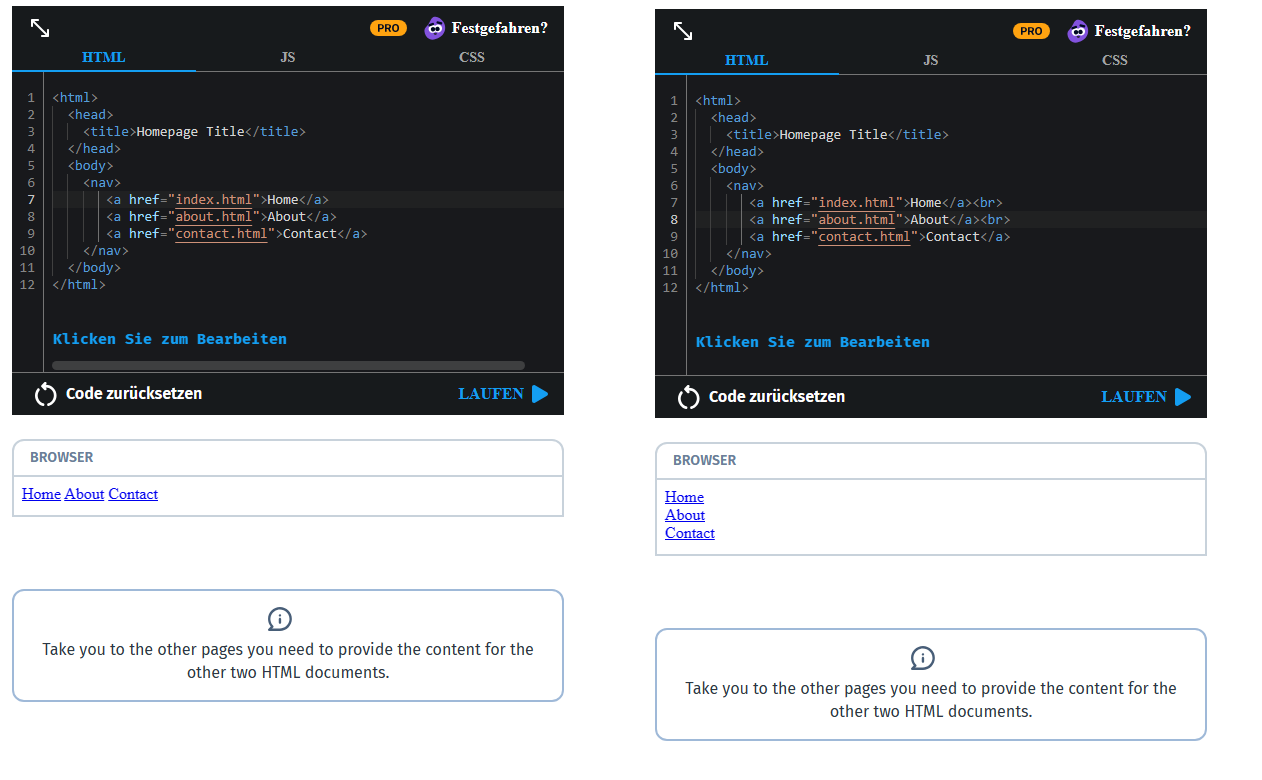 PRO Festgefahren?
HTML JS CSS
1 <html>
2 <head>
3 <title>Homepage Title</title>
4 </head>
5 <body>
6 <nav>
7 <a href="index.html">Home</a>
8 <a href="about.html">About</a>
9 <a href="contact.html">Contact</a>
10 </nav>
11 </body>
12 </html>
Klicken Sie zum Bearbeiten
Code zurücksetzen LAUFEN
BROWSER
Home About Contact
Take you to the other pages you need to provide the content for the
other two HTML documents.
PRO Festgefahren?
HTML JS CSS
1 <html>
2 <head>
3 <title>Homepage Title</title>
4 </head>
5 <body>
6 <nav>
7 <a href="index.html">Home</a><br>
8 <a href="about.html">About</a><br>
9 <a href="contact.html">Contact</a>
10 </nav>
11 </body>
12 </html>
Klicken Sie zum Bearbeiten
Code zurücksetzen LAUFEN
BROWSER
Home
About
Contact
Take you to the other pages you need to provide the content for the
other two HTML documents.